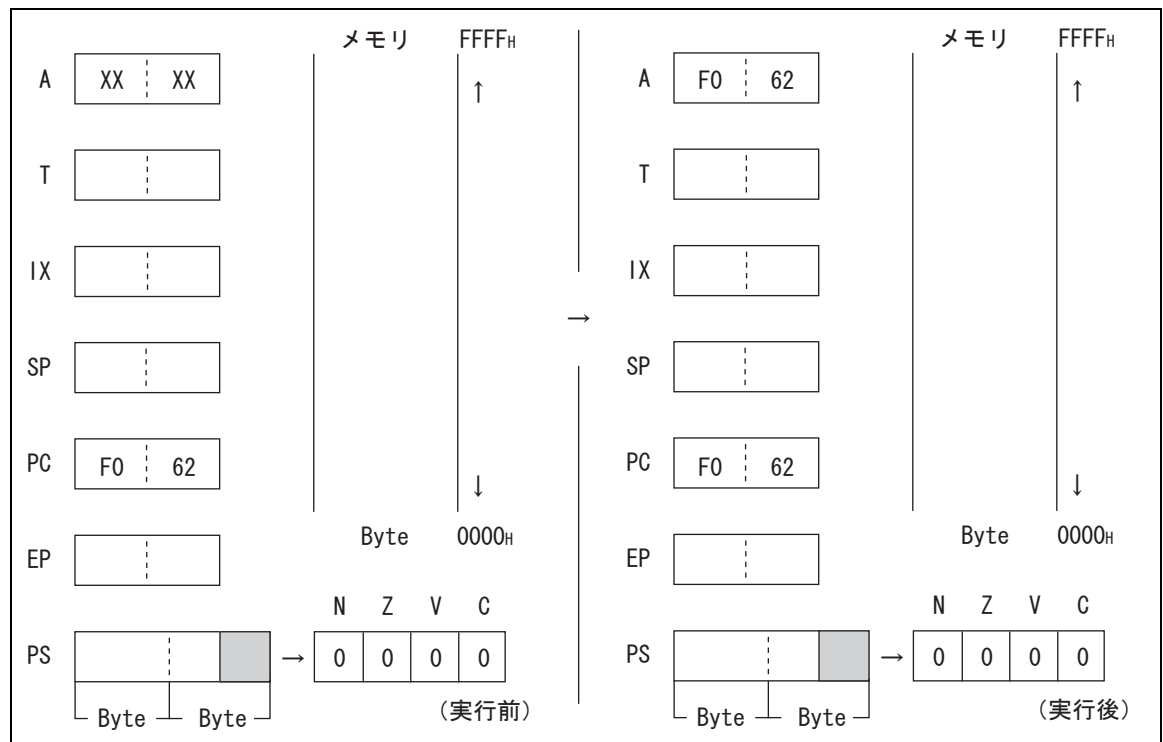 メモリ FFFFH
A XX XX
↑
T
IX
SP
PC F0 62
↓
Byte 0000H
EP
N Z V C
PS → 0 0 0 0
Byte Byte (実行前)
→
メモリ FFFFH
A F0 62
↑
T
IX
SP
PC F0 62
↓
Byte 0000H
EP
N Z V C
PS → 0 0 0 0
Byte Byte (実行後)